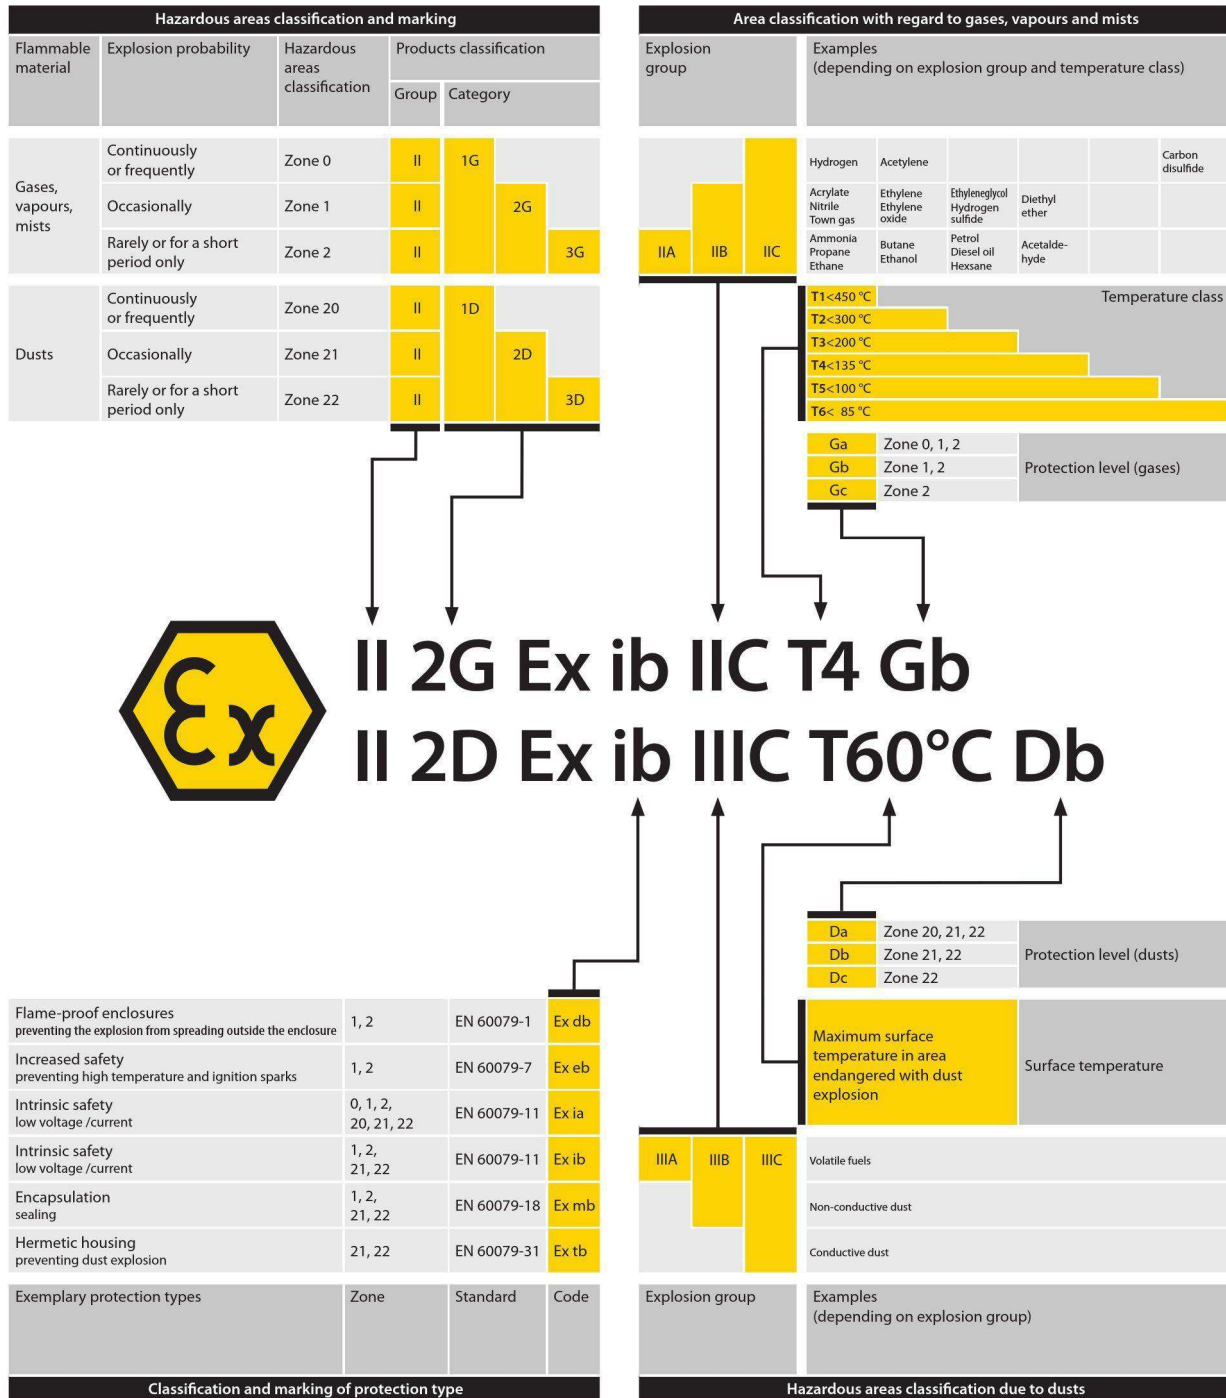 Hazardous areas classification and marking
Flammable material
Explosion probability
Hazardous areas classification
Products classification
Group
Category
Gases, vapours, mists
Continuously or frequently
Zone 0
II
1G
Occasionally
Zone 1
II
2G
Rarely or for a short period only
Zone 2
II
3G
Dusts
Continuously or frequently
Zone 20
II
1D
Occasionally
Zone 21
II
2D
Rarely or for a short period only
Zone 22
II
3D
Area classification with regard to gases, vapours and mists
Explosion group
Examples
(depending on explosion group and temperature class)
IIA
IIB
IIC
Hydrogen
Acetylene
Carbon disulfide
Acrylate Nitrile Town gas
Ethylene Ethylene oxide
Ethyleneglycol Hydrogen sulfide
Diethyl ether
Ammonia Propane Ethane
Butane Ethanol
Petrol Diesel oil Hexsane
Acetalde-hyde
T1<450 °C
Temperature class
T2<300 °C
T3<200 °C
T4<135 °C
T5<100 °C
T6< 85 °C
Ga Zone 0, 1, 2
Gb Zone 1, 2
Gc Zone 2
Protection level (gases)
Ex
II 2G Ex ib IIC T4 Gb
II 2D Ex ib IIIC T60°C Db
Da Zone 20, 21, 22
Db Zone 21, 22
Dc Zone 22
Protection level (dusts)
Maximum surface temperature in area endangered with dust explosion
Surface temperature
IIIA
IIIB
IIIC
Volatile fuels
Non-conductive dust
Conductive dust
Explosion group
Examples
(depending on explosion group)
Hazardous areas classification due to dusts
Flame-proof enclosures
preventing the explosion from spreading outside the enclosure
1, 2
EN 60079-1
Ex db
Increased safety
preventing high temperature and ignition sparks
1, 2
EN 60079-7
Ex eb
Intrinsic safety
low voltage /current
0, 1, 2,
20, 21, 22
EN 60079-11
Ex ia
Intrinsic safety
low voltage /current
1, 2,
21, 22
EN 60079-11
Ex ib
Encapsulation
sealing
1, 2,
21, 22
EN 60079-18
Ex mb
Hermetic housing
preventing dust explosion
21, 22
EN 60079-31
Ex tb
Exemplary protection types
Zone
Standard
Code
Classification and marking of protection type